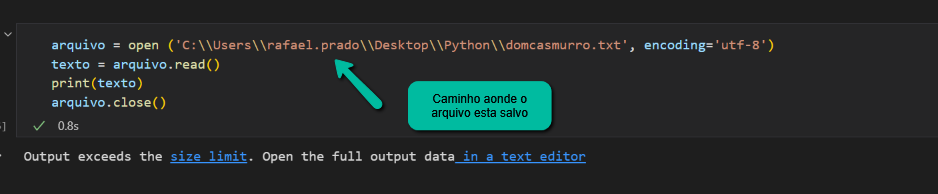 arquivo = open ('C:\\Users\\rafael.prado\\Desktop\\Python\\domcasmurro.txt', encoding='utf-8')
texto = arquivo.read()
print(texto)
arquivo.close()
Caminho aonde o
arquivo esta salvo
0.8s
Output exceeds the size limit. Open the full output data in a text editor